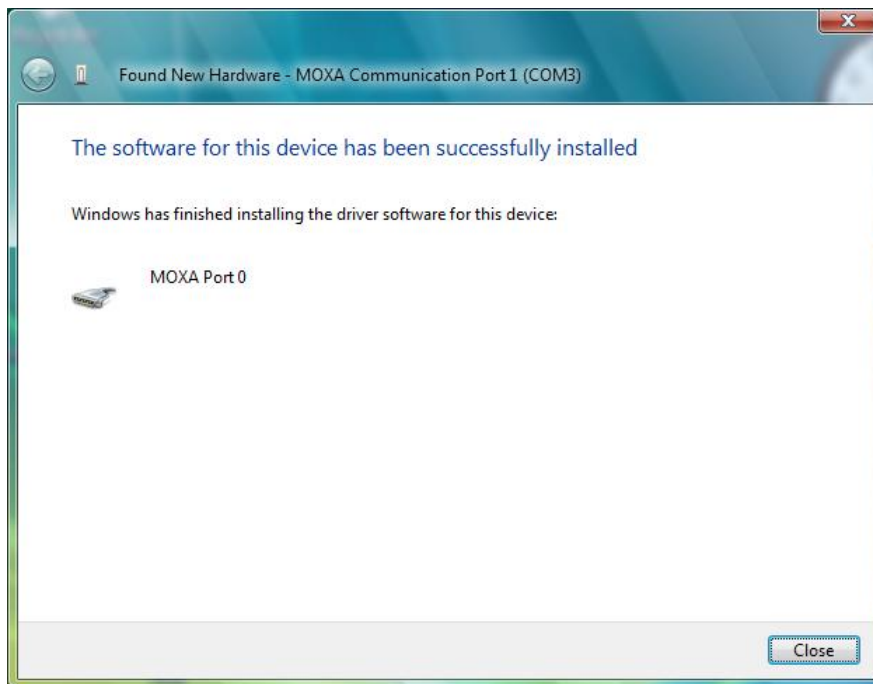 Found New Hardware - MOXA Communication Port 1 (COM3)
The software for this device has been successfully installed
Windows has finished installing the driver software for this device:
MOXA Port 0
Close